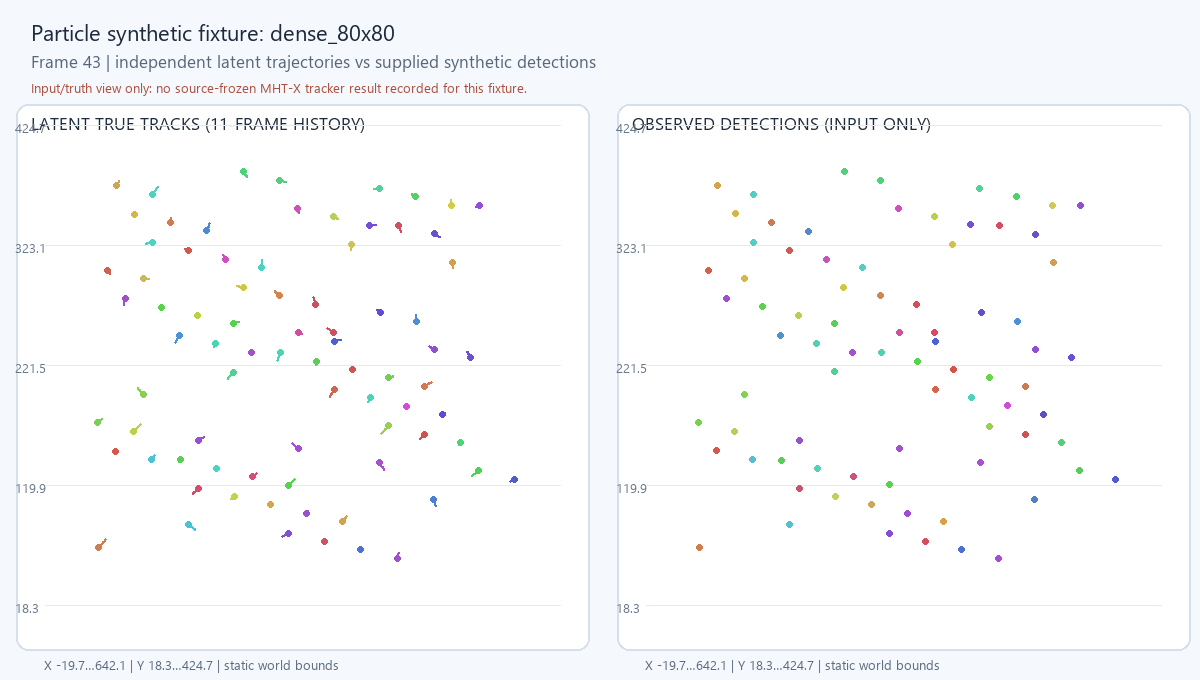 Particle synthetic fixture: dense_80x80
Frame 43 | independent latent trajectories vs supplied synthetic detections
Input/truth view only: no source-frozen MHT-X tracker result recorded for this fixture.
LATENT TRUE TRACKS (11-FRAME HISTORY)
424.7
323.1
221.5
119.9
18.3
X -19.7...642.1 | Y 18.3...424.7 | static world bounds
OBSERVED DETECTIONS (INPUT ONLY)
424.7
323.1
221.5
119.9
18.3
X -19.7...642.1 | Y 18.3...424.7 | static world bounds